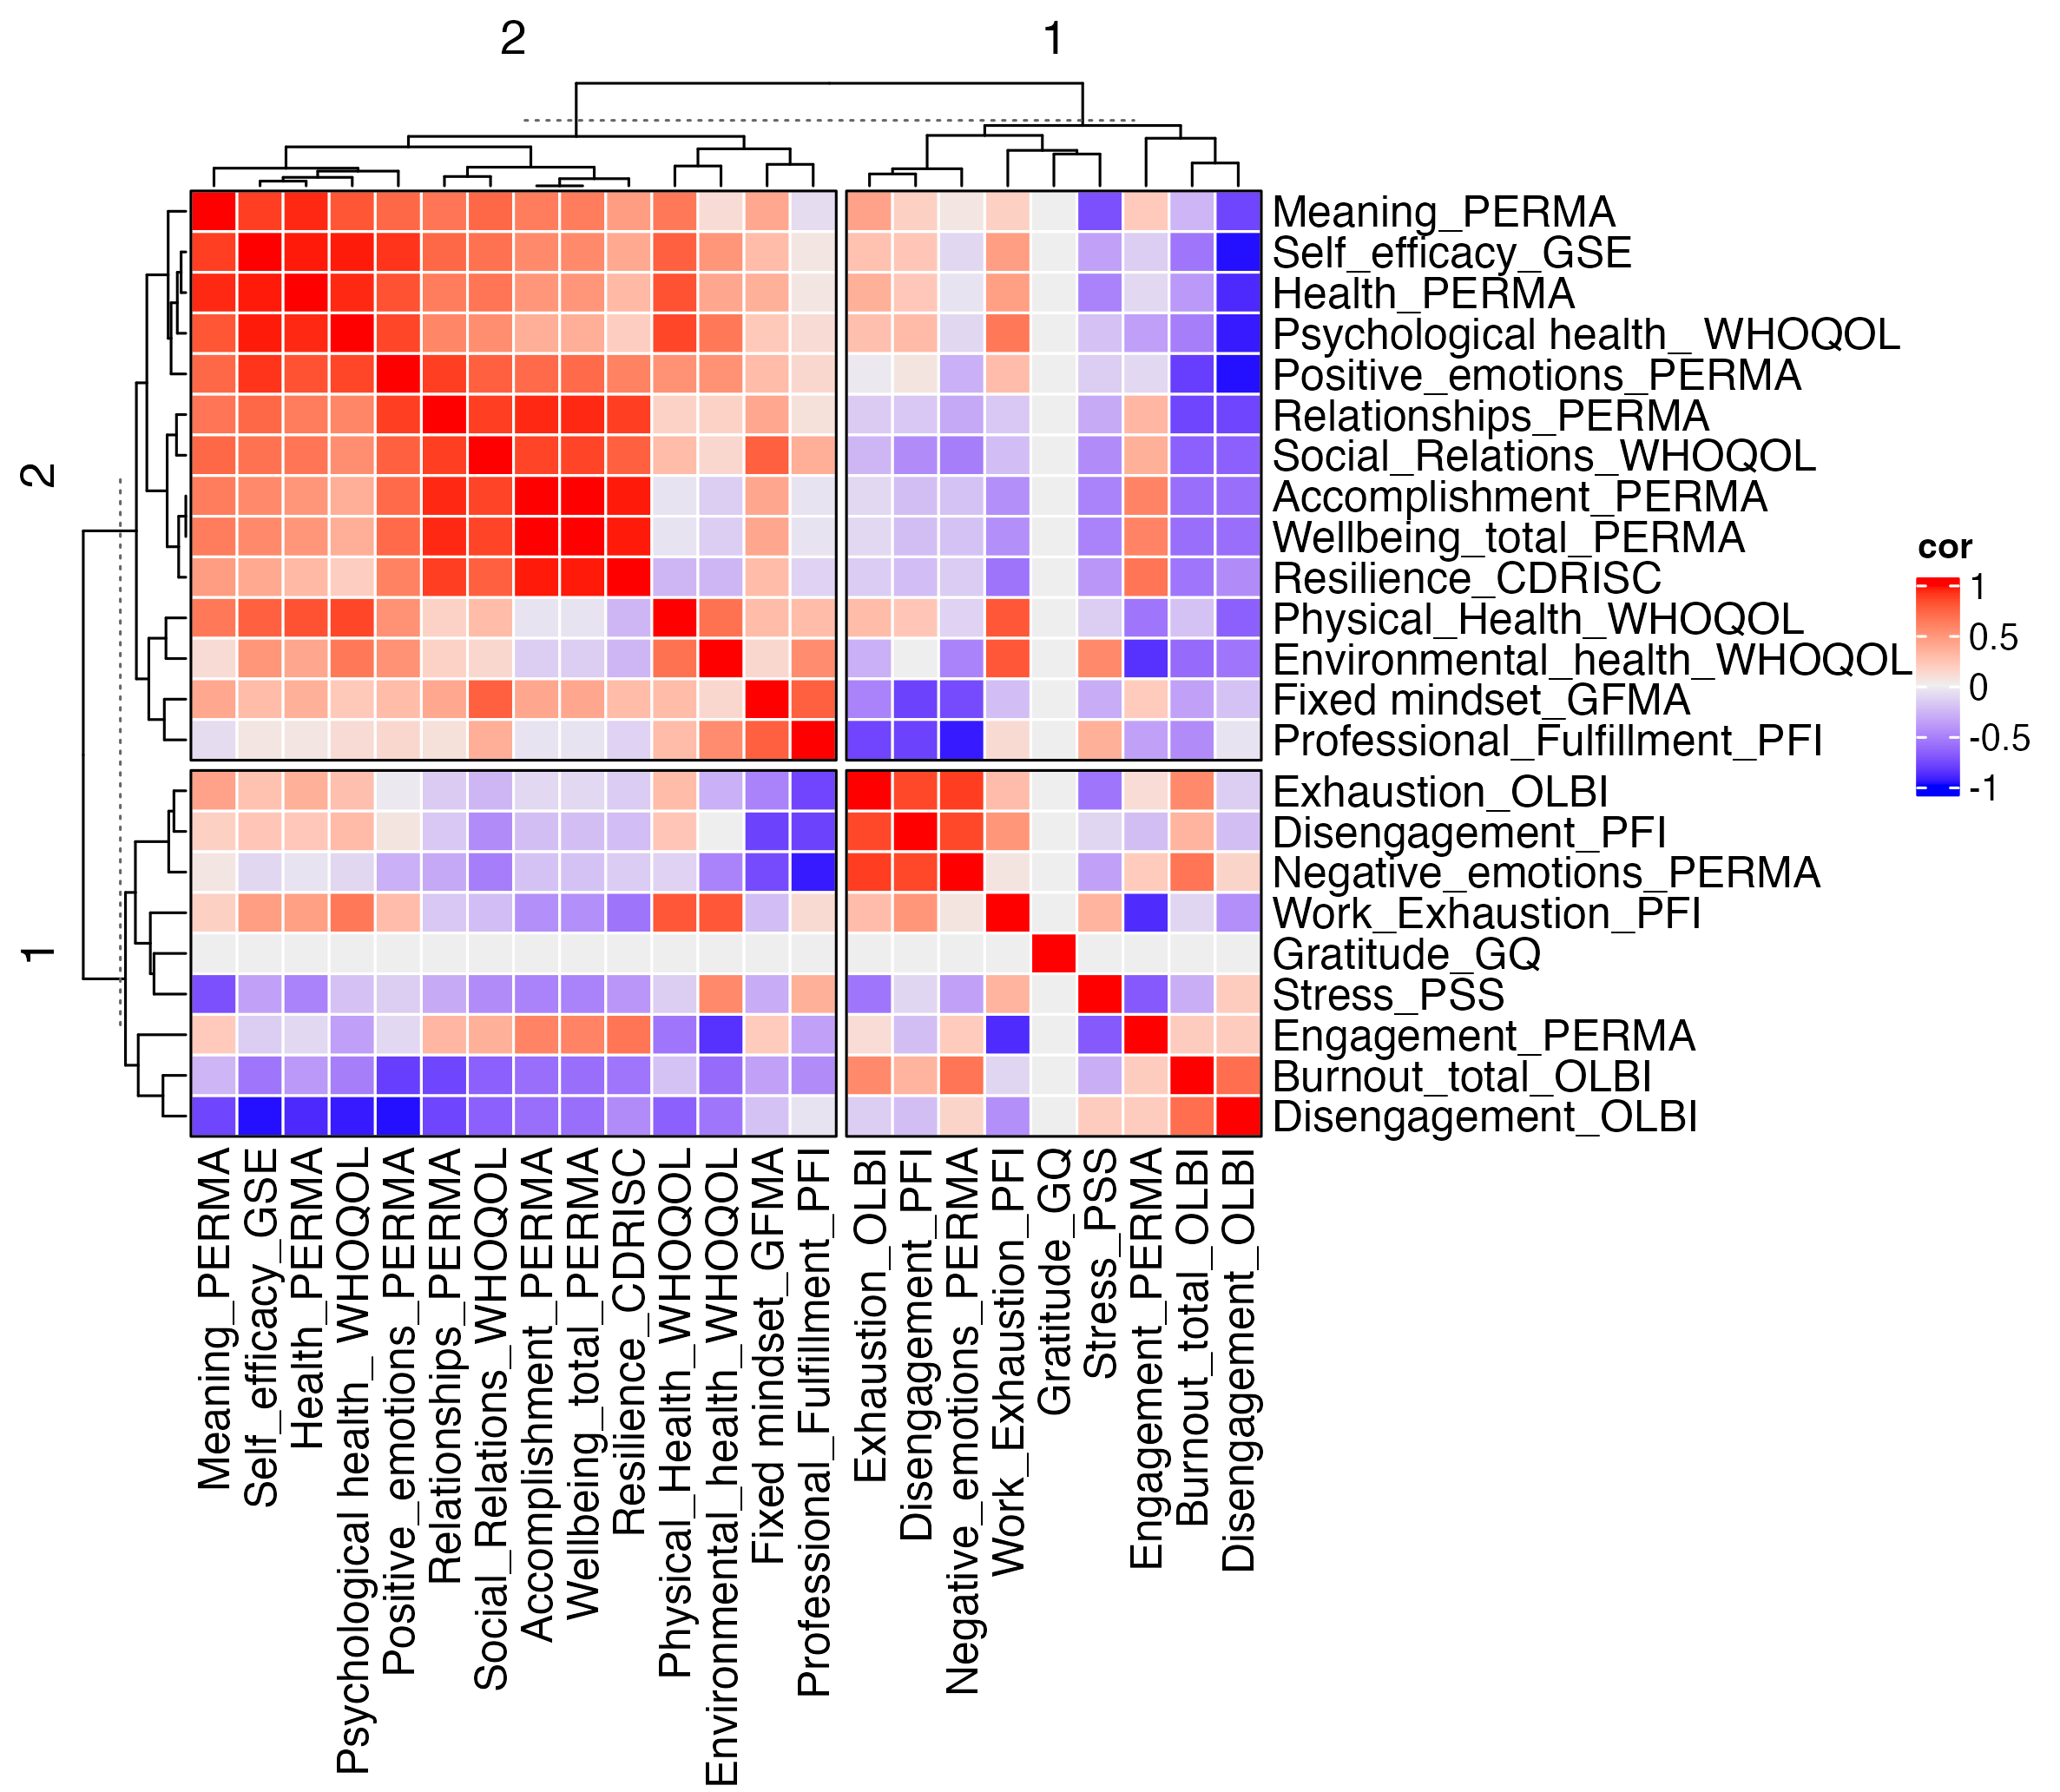 2
1
2
1
Meaning_PERMA
Self_efficacy_GSE
Health_PERMA
Psychological health_ WHOQOL
Positive_emotions_PERMA
Relationships_PERMA
Social_Relations_WHOQOL
Accomplishment_PERMA
Wellbeing_total_PERMA
Resilience_CDRISC
Physical_Health_WHOQOL
Environmental_health_WHOQOL
Fixed mindset_GFMA
Professional_Fulfillment_PFI
Exhaustion_OLBI
Disengagement_PFI
Negative_emotions_PERMA
Work_Exhaustion_PFI
Gratitude_GQ
Stress_PSS
Engagement_PERMA
Burnout_total_OLBI
Disengagement_OLBI
cor
1
0.5
0
-0.5
-1
Meaning_PERMA
Self_efficacy_GSE
Health_PERMA
Psychological health_ WHOQOL
Positive_emotions_PERMA
Relationships_PERMA
Social_Relations_WHOQOL
Accomplishment_PERMA
Wellbeing_total_PERMA
Resilience_CDRISC
Physical_Health_WHOQOL
Environmental_health_WHOQOL
Fixed mindset_GFMA
Professional_Fulfillment_PFI
Exhaustion_OLBI
Disengagement_PFI
Negative_emotions_PERMA
Work_Exhaustion_PFI
Gratitude_GQ
Stress_PSS
Engagement_PERMA
Burnout_total_OLBI
Disengagement_OLBI